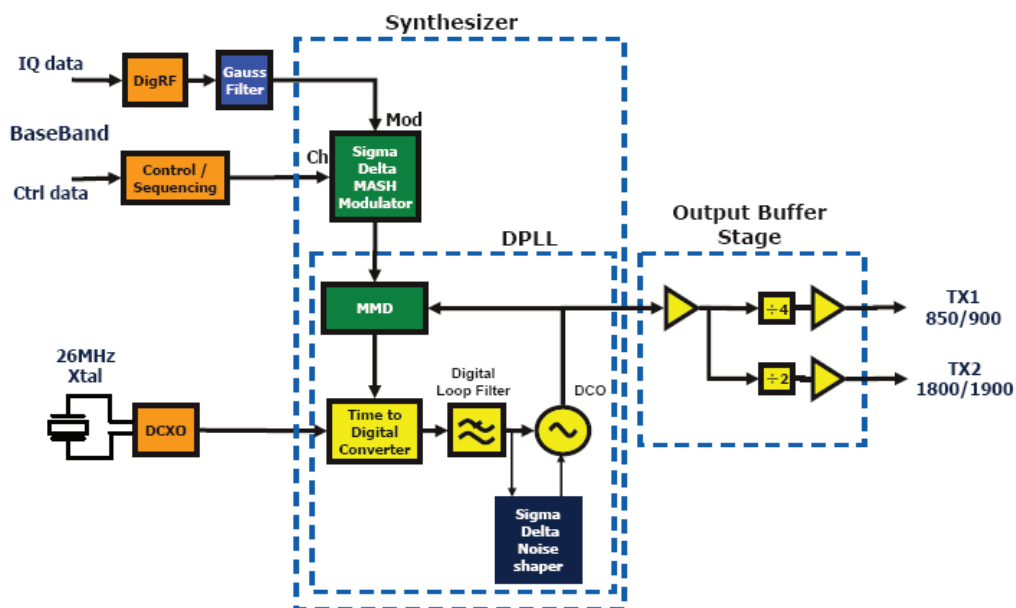 Synthesizer
IQ data
DigRF
Gauss
Filter
Mod
BaseBand
Ch
Ctrl data
Control /
Sequencing
Sigma
Delta
MASH
Modulator
Output Buffer
Stage
DPLL
MMD
÷4
TX1
850/900
26MHz
Xtal
Digital
Loop Filter
DCO
÷2
TX2
1800/1900
DCXO
Time to
Digital
Converter
Sigma
Delta
Noise
shaper